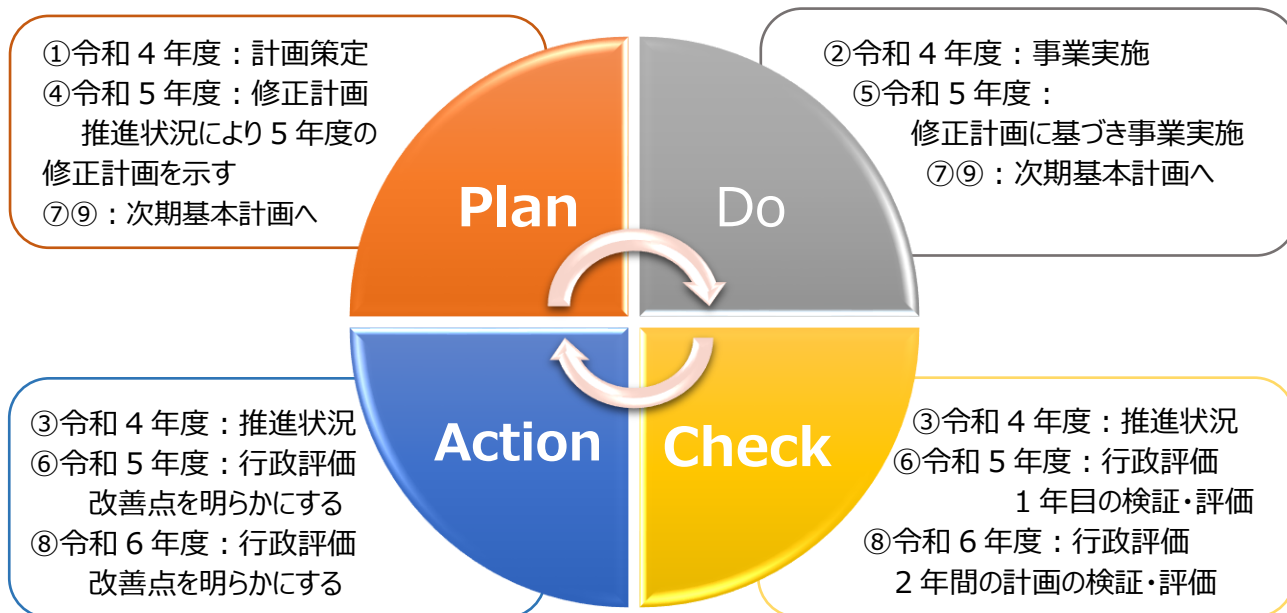 ①令和４年度：計画策定
④令和５年度：修正計画
推進状況により５年度の
修正計画を示す
⑦⑨：次期基本計画へ
Plan
②令和４年度：事業実施
⑤令和５年度：
修正計画に基づき事業実施
⑦⑨：次期基本計画へ
Do
③令和４年度：推進状況
⑥令和５年度：行政評価
改善点を明らかにする
⑧令和６年度：行政評価
改善点を明らかにする
Action
③令和４年度：推進状況
⑥令和５年度：行政評価
１年目の検証・評価
⑧令和６年度：行政評価
２年間の計画の検証・評価
Check